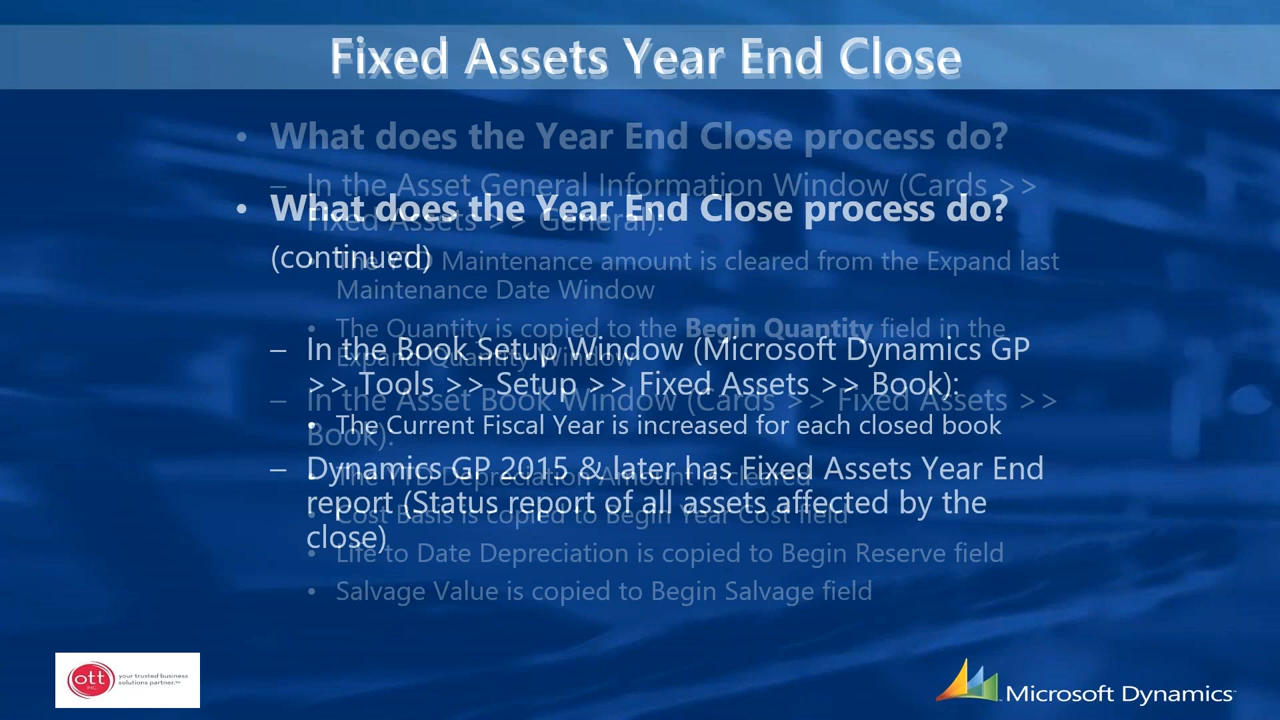 Fixed Assets Year End Close
• What does the Year End Close process do?
– In the Asset General Information Window (Cards >>
Fixed Assets >> General):
• The YTD Maintenance amount is cleared from the Expand last
Maintenance Date Window
• The Quantity is copied to the Begin Quantity field in the
Expand Quantity Window
– In the Asset Book Window (Cards >> Fixed Assets >>
Book):
• The YTD Depreciation Amount is cleared
• Cost Basis is copied to Begin Year Cost field
• Life to Date Depreciation is copied to Begin Reserve field
• Salvage Value is copied to Begin Salvage field
• What does the Year End Close process do?
(continued)
– In the Book Setup Window (Microsoft Dynamics GP
>> Tools >> Setup >> Fixed Assets >> Book):
• The Current Fiscal Year is increased for each closed book
– Dynamics GP 2015 & later has Fixed Assets Year End
report (Status report of all assets affected by the
close)
ott
INC.
your trusted business
solutions partner.™
Microsoft Dynamics™